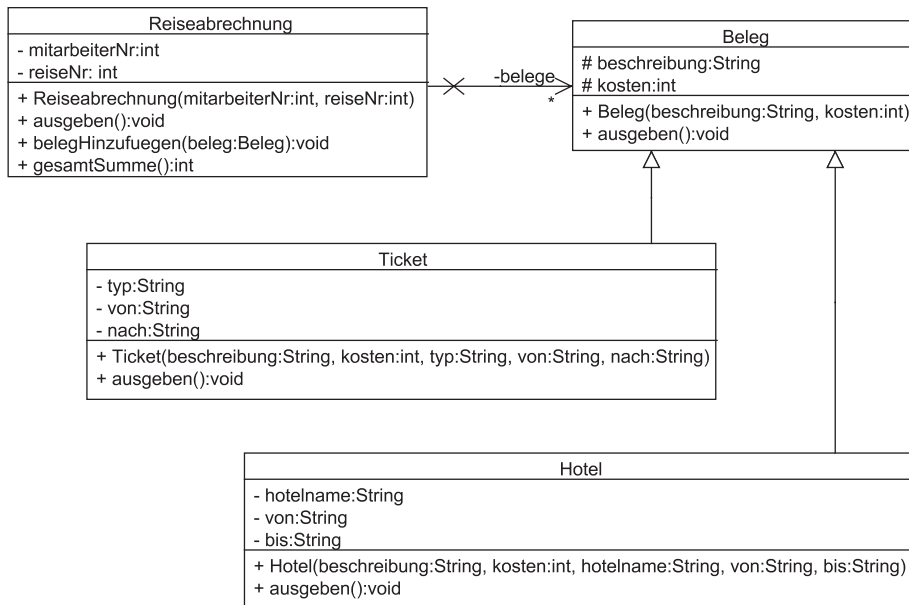 Reiseabrechnung
- mitarbeiterNr:int
- reiseNr: int
+ Reiseabrechnung(mitarbeiterNr:int, reiseNr:int)
+ ausgeben():void
+ belegHinzufuegen(beleg:Beleg):void
+ gesamtSumme():int
-belege
*
Beleg
# beschreibung:String
# kosten:int
+ Beleg(beschreibung:String, kosten:int)
+ ausgeben():void
Ticket
- typ:String
- von:String
- nach:String
+ Ticket(beschreibung:String, kosten:int, typ:String, von:String, nach:String)
+ ausgeben():void
Hotel
- hotelname:String
- von:String
- bis:String
+ Hotel(beschreibung:String, kosten:int, hotelname:String, von:String, bis:String)
+ ausgeben():void